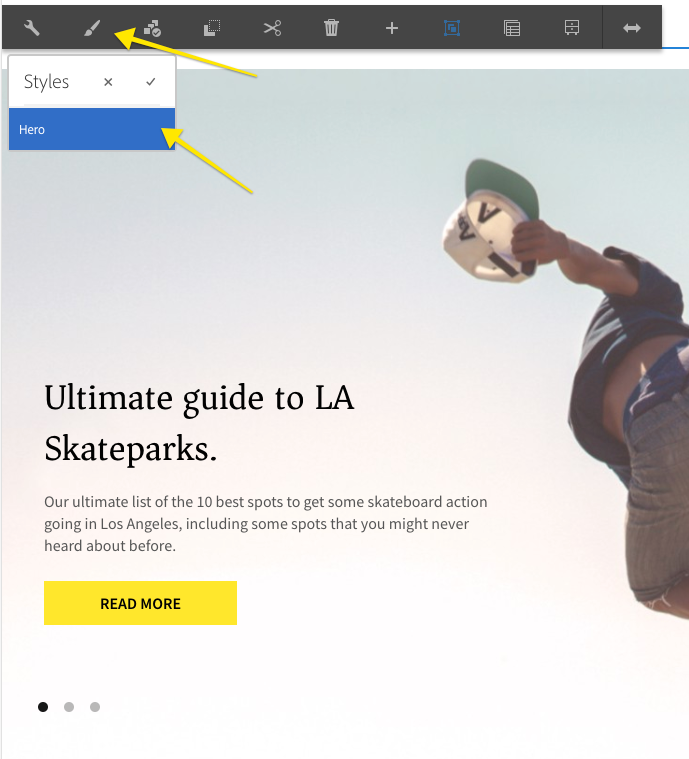 Styles
Hero
Ultimate guide to LA
Skateparks.
Our ultimate list of the 10 best spots to get some skateboard action
going in Los Angeles, including some spots that you might never
heard about before.
READ MORE